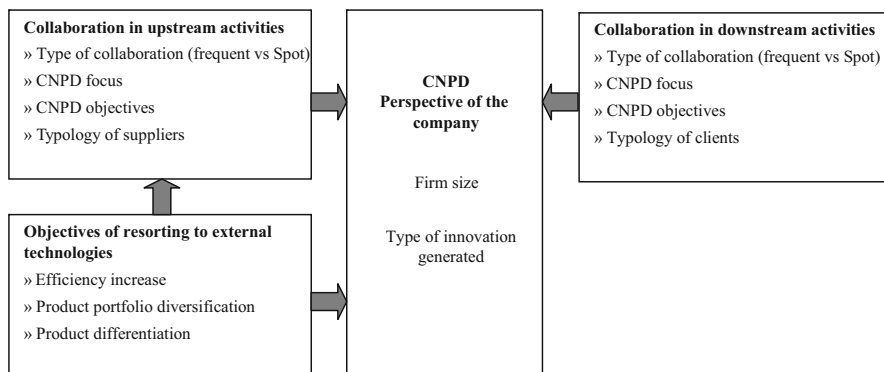 Collaboration in upstream activities
» Type of collaboration (frequent vs Spot)
» CNPD focus
» CNPD objectives
» Typology of suppliers
Objectives of resorting to external
technologies
» Efficiency increase
» Product portfolio diversification
» Product differentiation
CNPD
Perspective of the
company
Firm size
Type of innovation
generated
Collaboration in downstream activities
» Type of collaboration (frequent vs Spot)
» CNPD focus
» CNPD objectives
» Typology of clients